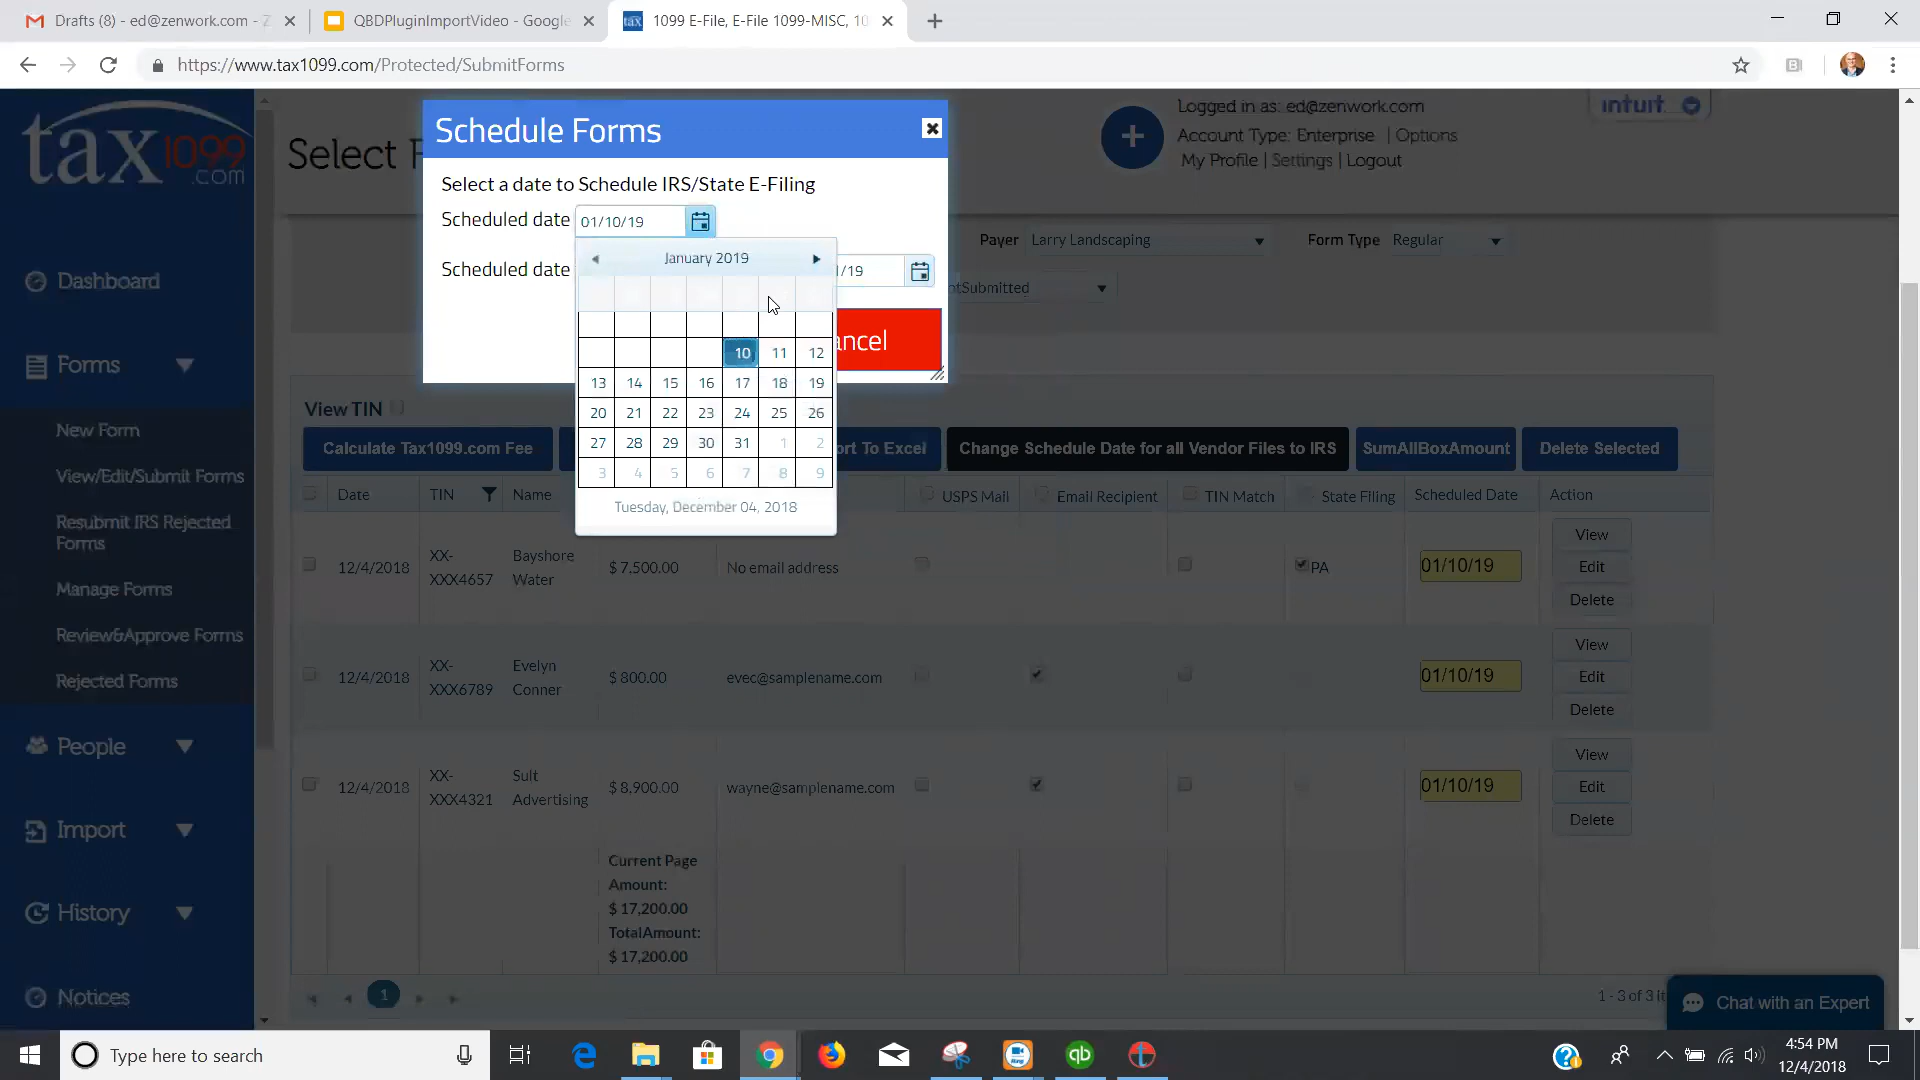 Drafts (8) - ed@zenwork.com - Z
QBDPluginImportVideo - Google
1099 E-File, E-File 1099-MISC, 10
https://www.tax1099.com/Protected/SubmitForms
tax1099.com
Select F
Logged in as: ed@zenwork.com
Account Type: Enterprise | Options
My Profile | Settings | Logout
intuit
Schedule Forms
Select a date to Schedule IRS/State E-Filing
Scheduled date 01/10/19
Scheduled date 1/19
ancel
January 2019
10 11 12
13 14 15 16 17 18 19
20 21 22 23 24 25 26
27 28 29 30 31 1 2
3 4 5 6 7 8 9
Tuesday, December 04, 2018
Payer Larry Landscaping
Form Type Regular
ntSubmitted
Dashboard
Forms
New Form
View/Edit/Submit Forms
Resubmit IRS Rejected
Forms
Manage Forms
Review&Approve Forms
Rejected Forms
People
Import
History
Notices
View TIN
Calculate Tax1099.com Fee
ort To Excel
Change Schedule Date for all Vendor Files to IRS
SumAllBoxAmount
Delete Selected
Date TIN Name USPS Mail Email Recipient TIN Match State Filing Scheduled Date Action
12/4/2018 XX-XXX4657 Bayshore Water $ 7,500.00 No email address PA 01/10/19 View Edit Delete
12/4/2018 XX-XXX6789 Evelyn Conner $ 800.00 evec@samplename.com 01/10/19 View Edit Delete
12/4/2018 XX-XXX4321 Sult Advertising $ 8,900.00 wayne@samplename.com 01/10/19 View Edit Delete
Current Page
Amount:
$ 17,200.00
TotalAmount:
$ 17,200.00
1
1 - 3 of 3 it
Chat with an Expert
Type here to search
4:54 PM
12/4/2018